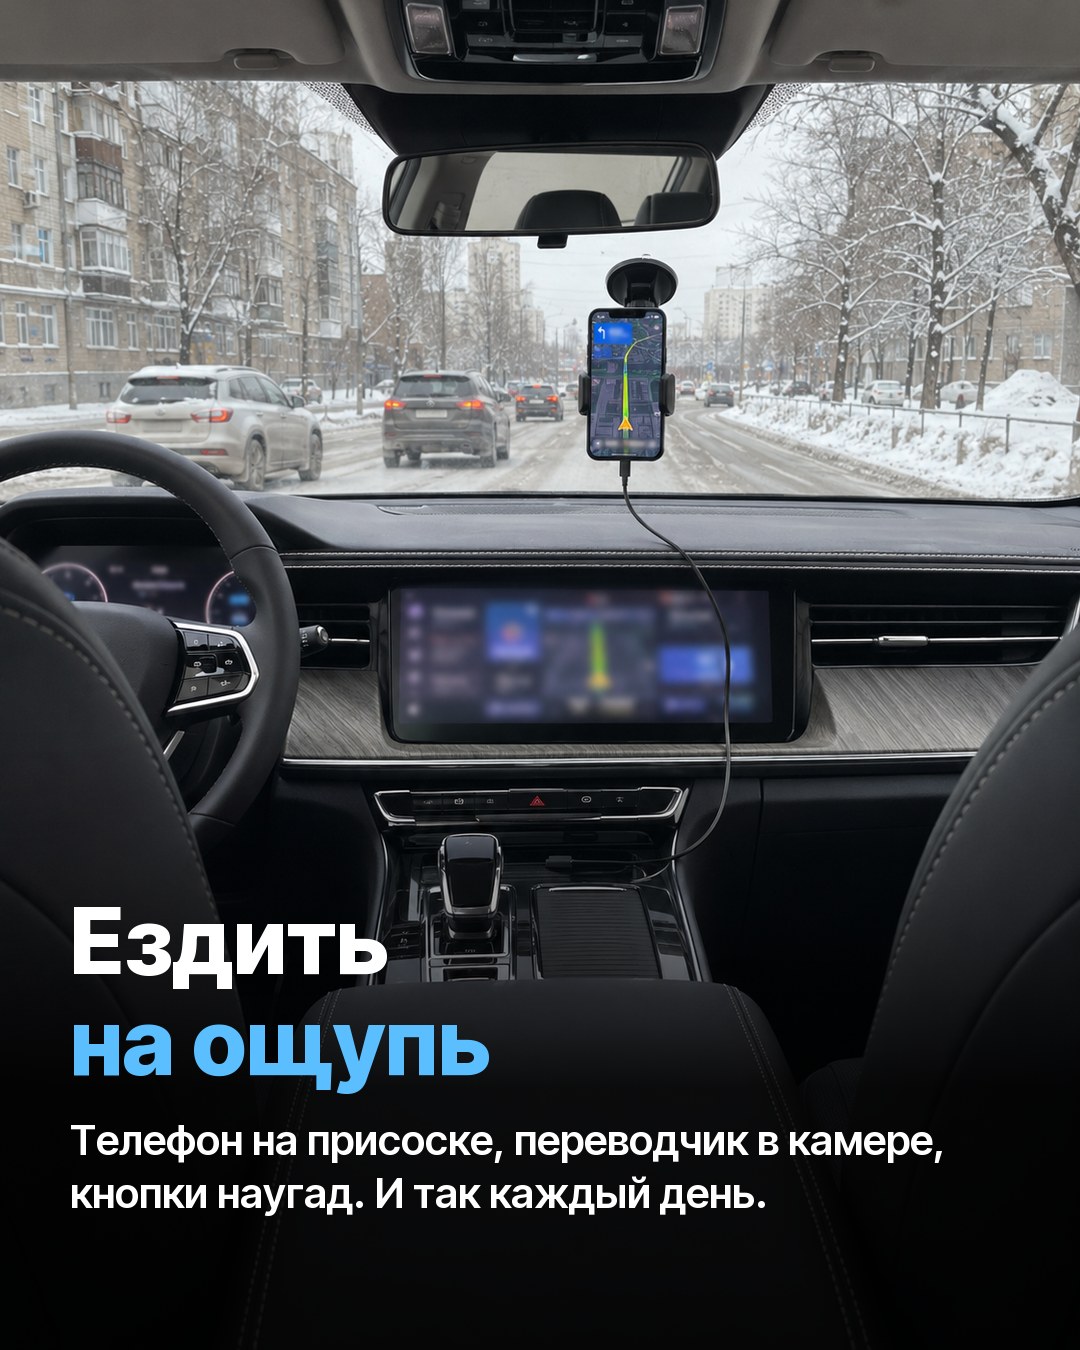 Ездить
на ощупь
Телефон на присоске, переводчик в камере,
кнопки наугад. И так каждый день.